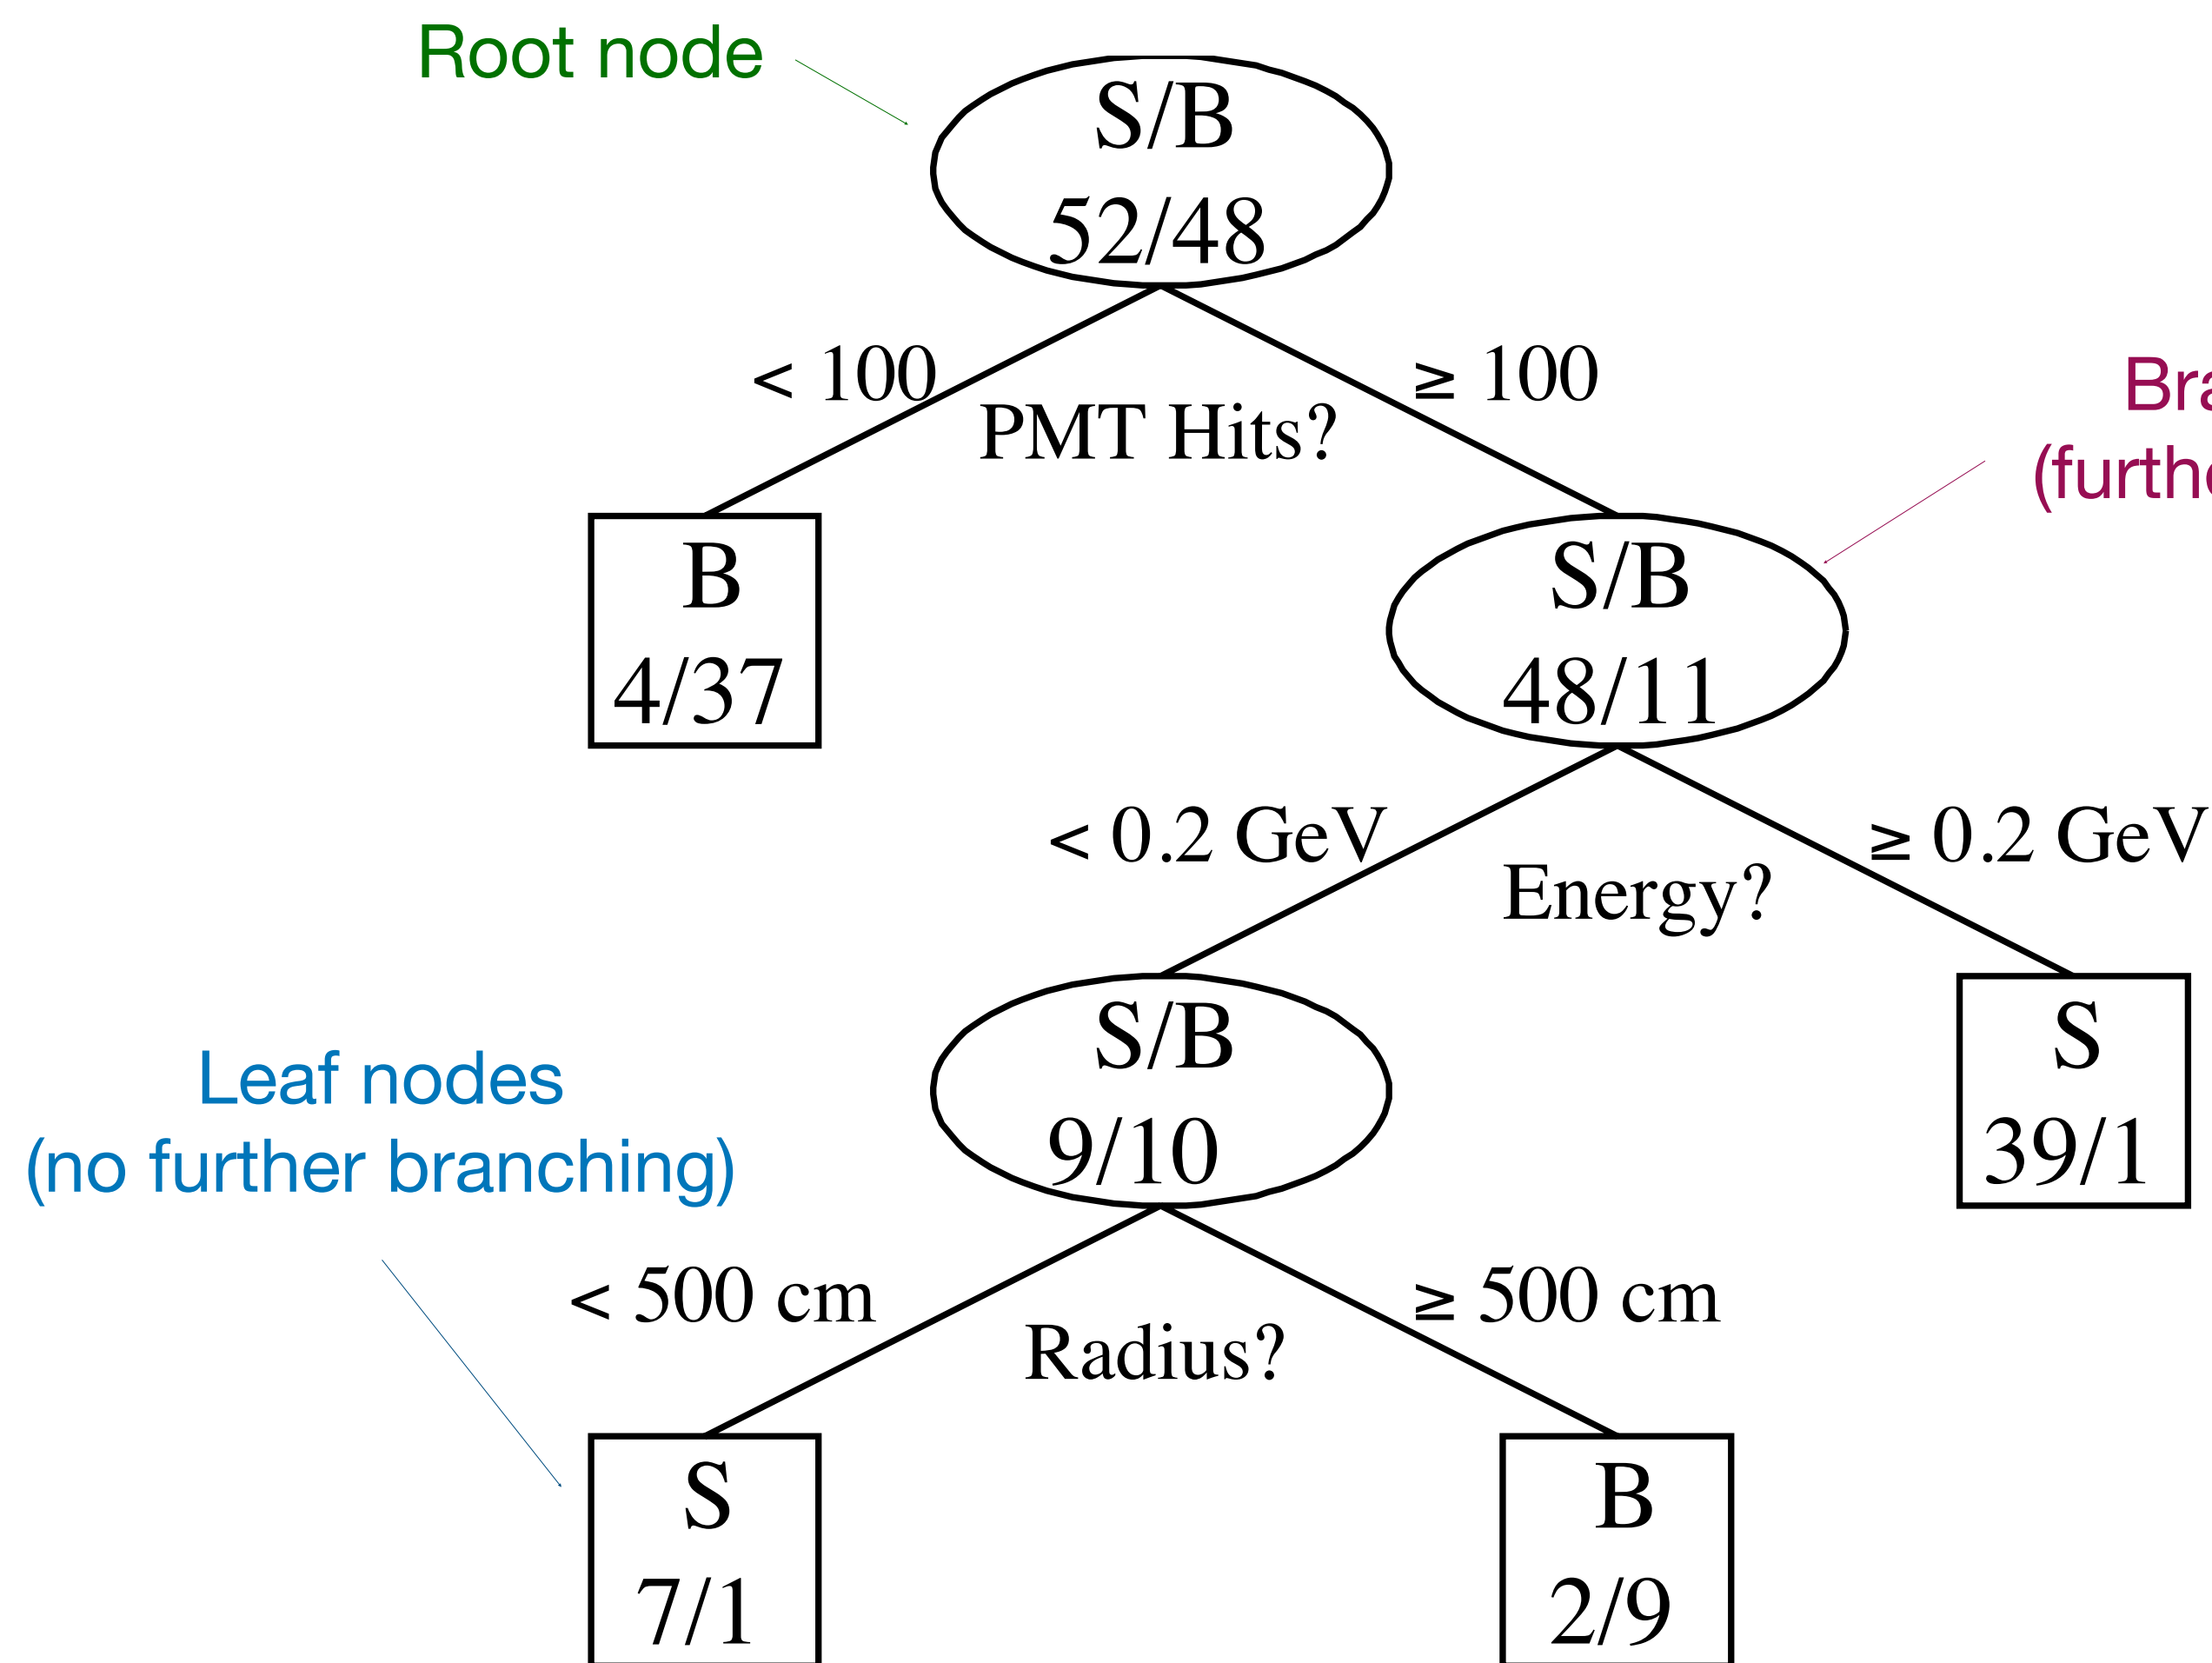 Root node
S/B
52/48
< 100
≥ 100
PMT Hits?
B
4/37
S/B
48/11
< 0.2 GeV
≥ 0.2 GeV
Energy?
Leaf nodes
(no further branching)
S/B
9/10
S
39/1
< 500 cm
≥ 500 cm
Radius?
S
7/1
B
2/9